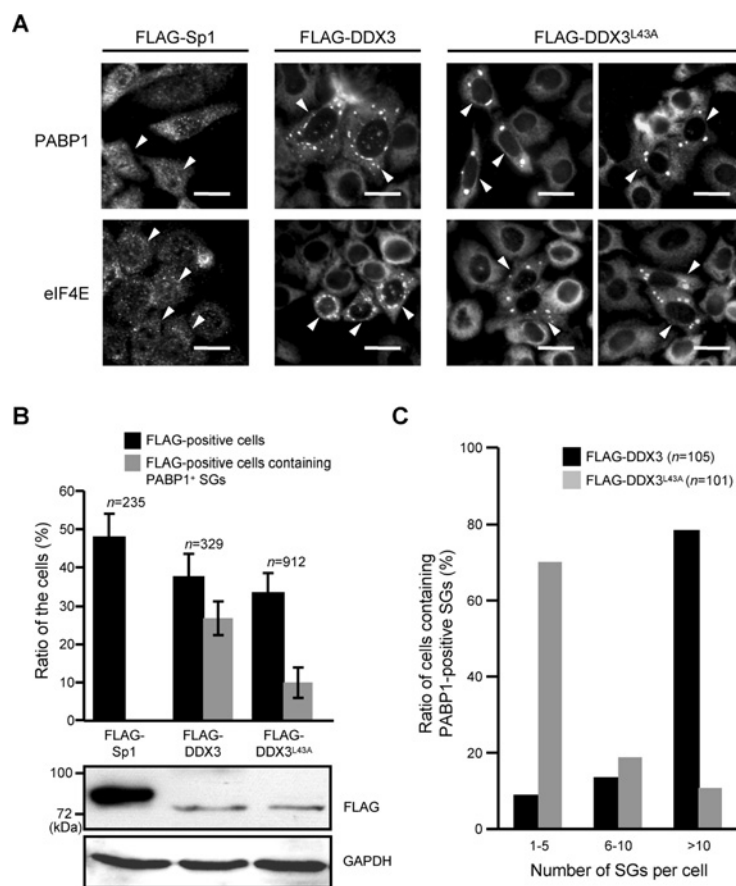 A
FLAG-Sp1
FLAG-DDX3
FLAG-DDX3L43A
PABP1
eIF4E
B
FLAG-positive cells
FLAG-positive cells containing
PABP1+ SGs
Ratio of the cells (%)
60
50
40
30
20
10
0
n=235
n=329
n=912
FLAG-
Sp1
FLAG-
DDX3
FLAG-
DDX3L43A
100
72
(kDa)
FLAG
GAPDH
C
FLAG-DDX3 (n=105)
FLAG-DDX3L43A (n=101)
Ratio of cells containing
PABP1-positive SGs (%)
100
80
60
40
20
0
1-5
6-10
>10
Number of SGs per cell